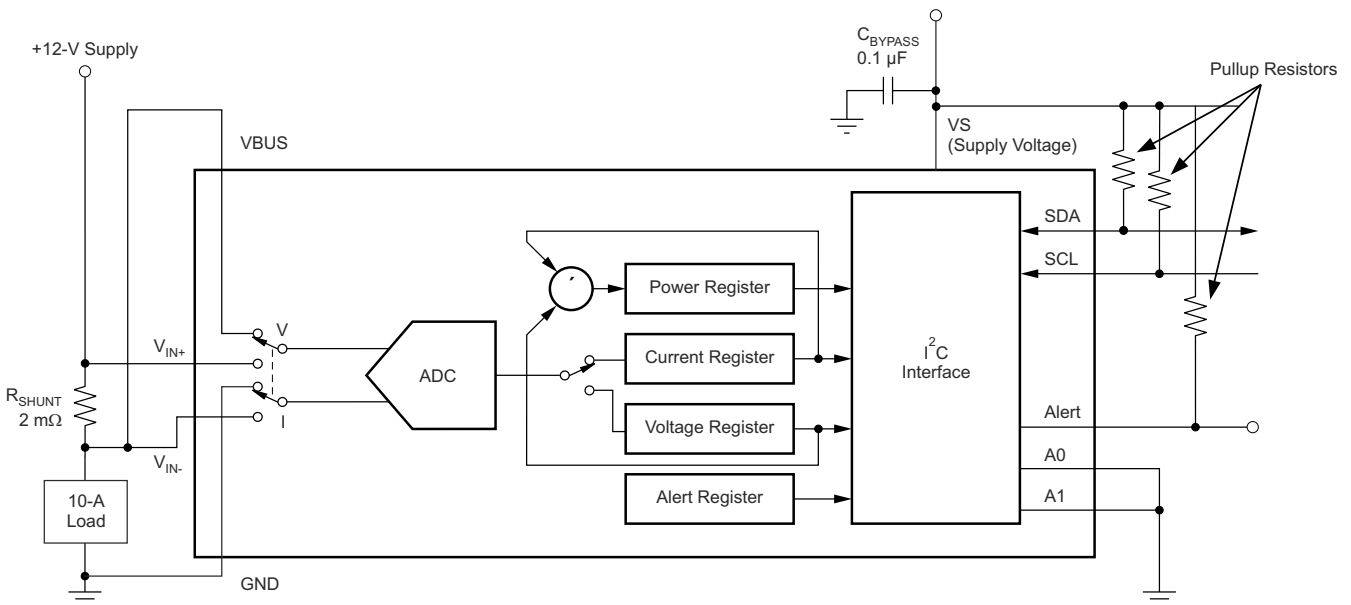 +12-V Supply
C_BYPASS
0.1 µF
Pullup Resistors
VBUS
VS
(Supply Voltage)
SDA
SCL
´
Power Register
V
V_IN+
ADC
Current Register
I²C
Interface
R_SHUNT
2 mΩ
I
Voltage Register
Alert
V_IN-
A0
10-A
Load
Alert Register
A1
GND